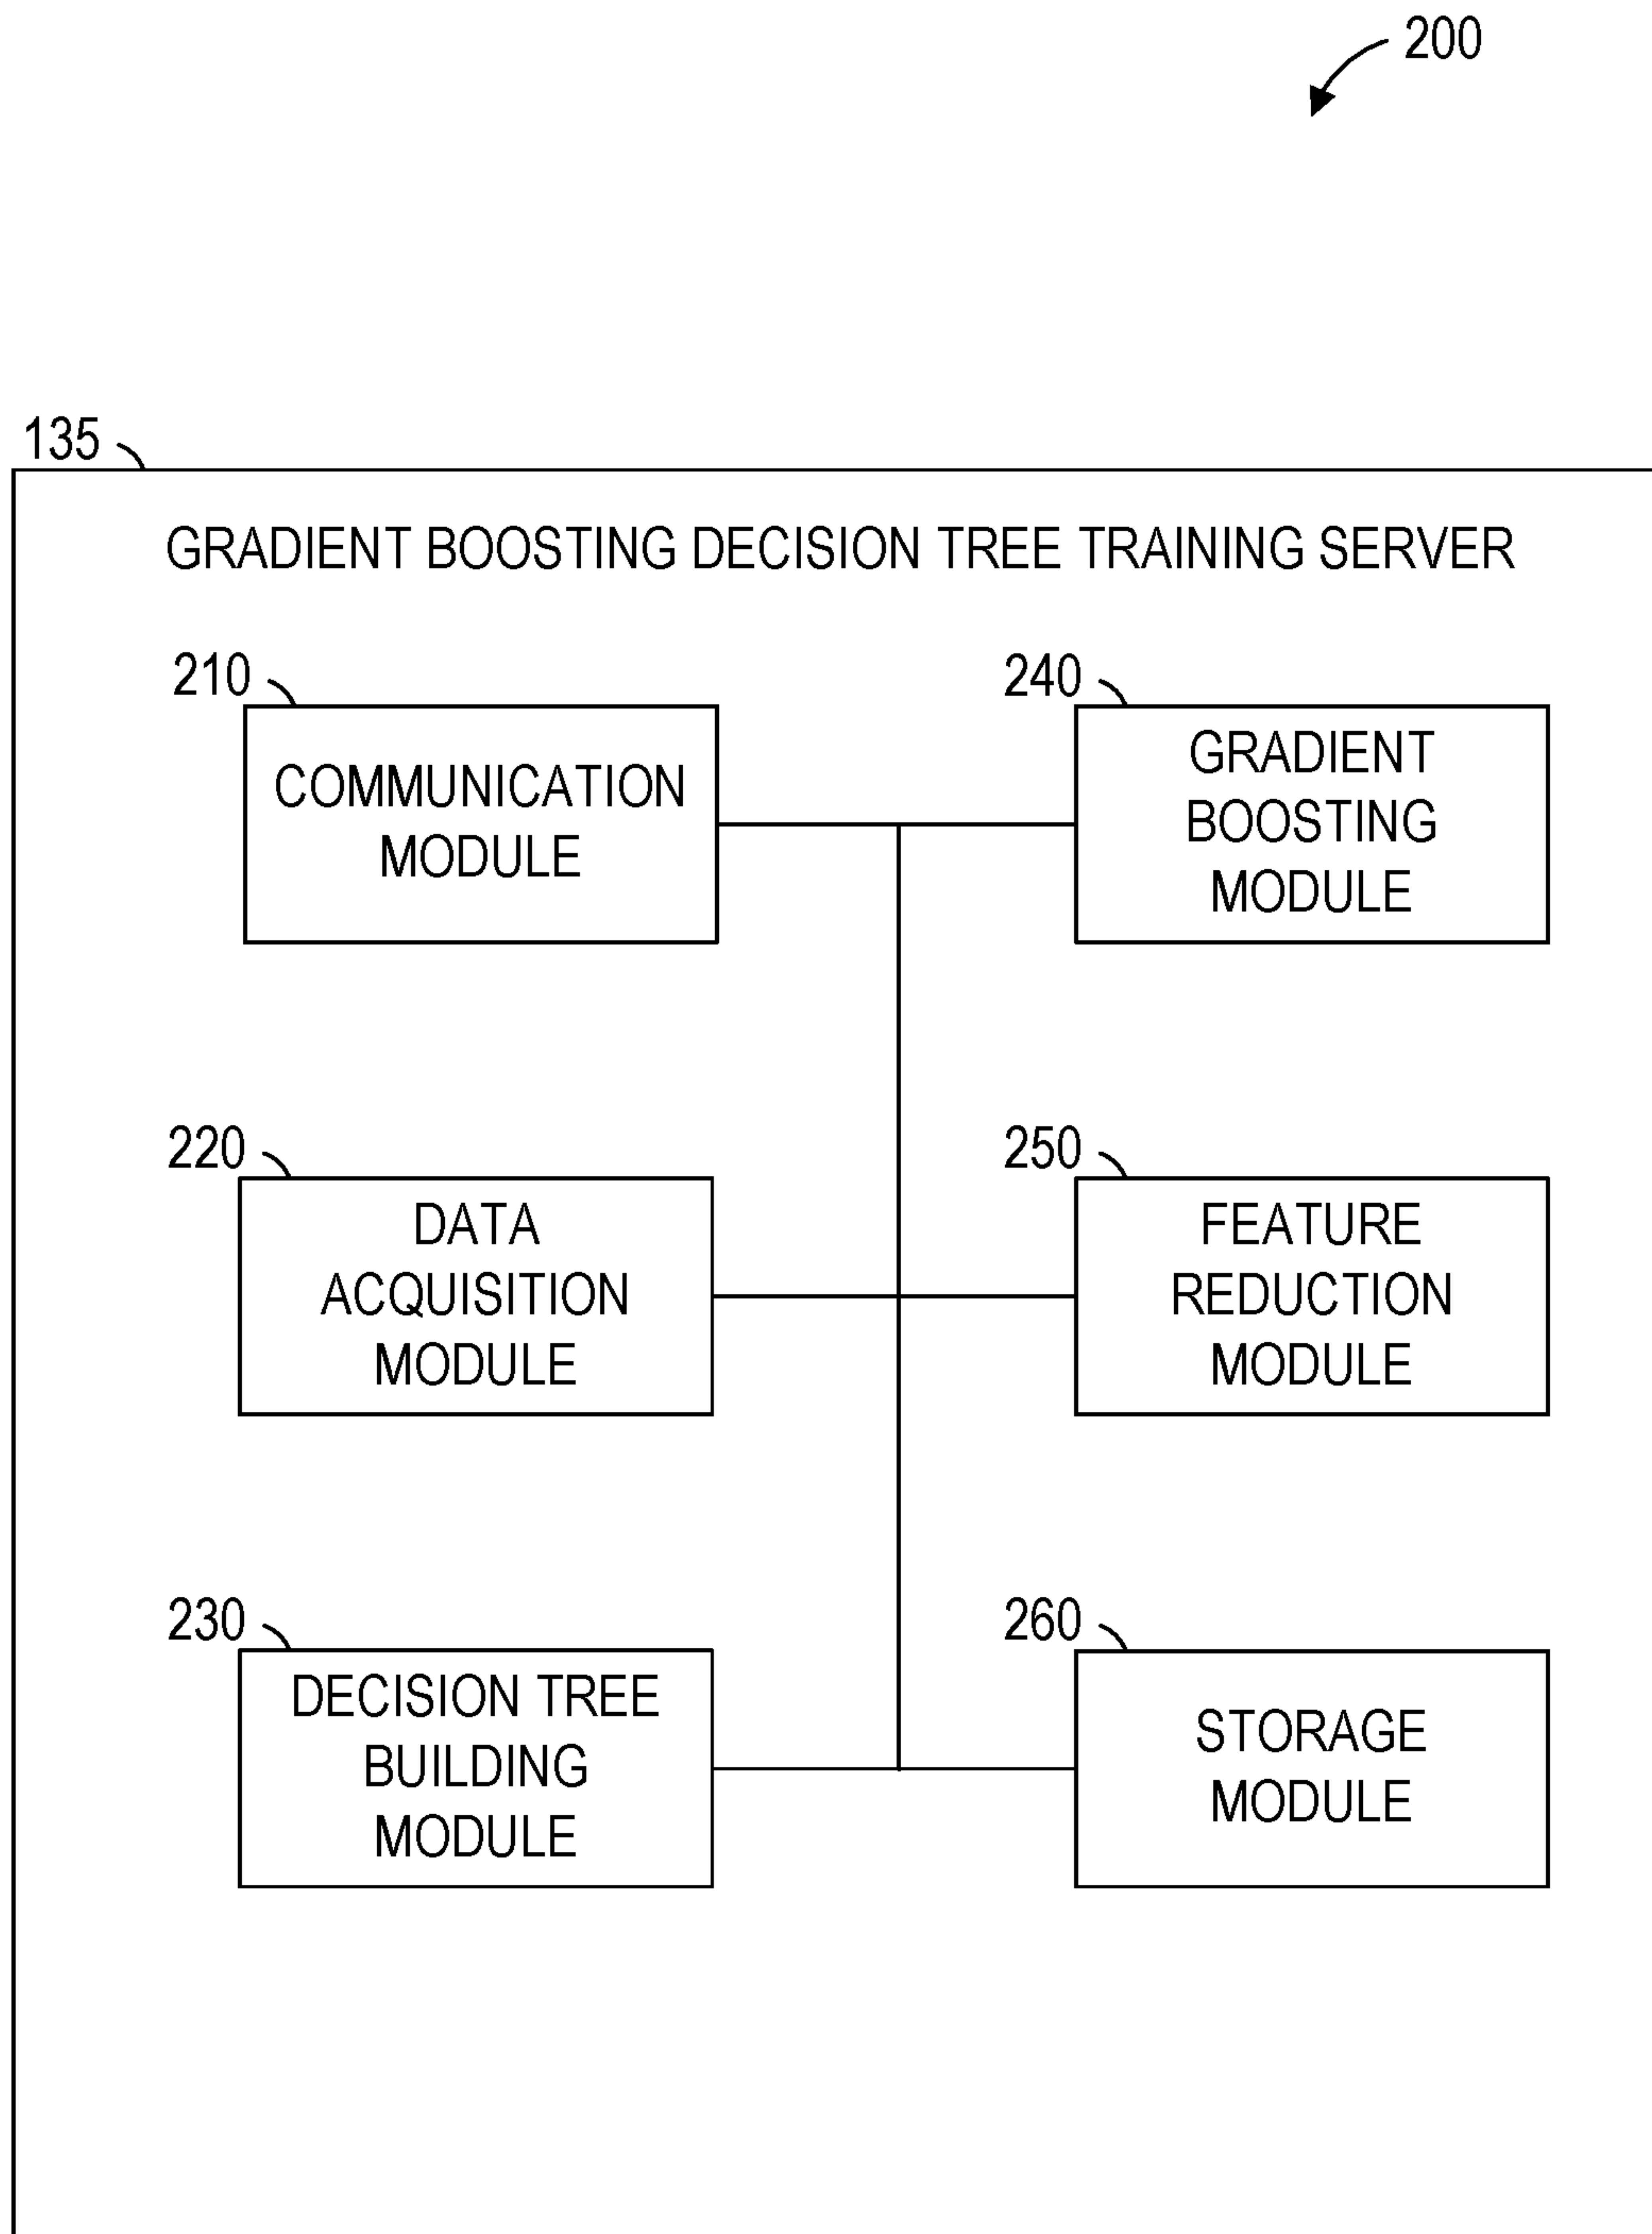 200
135
GRADIENT BOOSTING DECISION TREE TRAINING SERVER
210
COMMUNICATION
MODULE
240
GRADIENT
BOOSTING
MODULE
220
DATA
ACQUISITION
MODULE
250
FEATURE
REDUCTION
MODULE
230
DECISION TREE
BUILDING
MODULE
260
STORAGE
MODULE